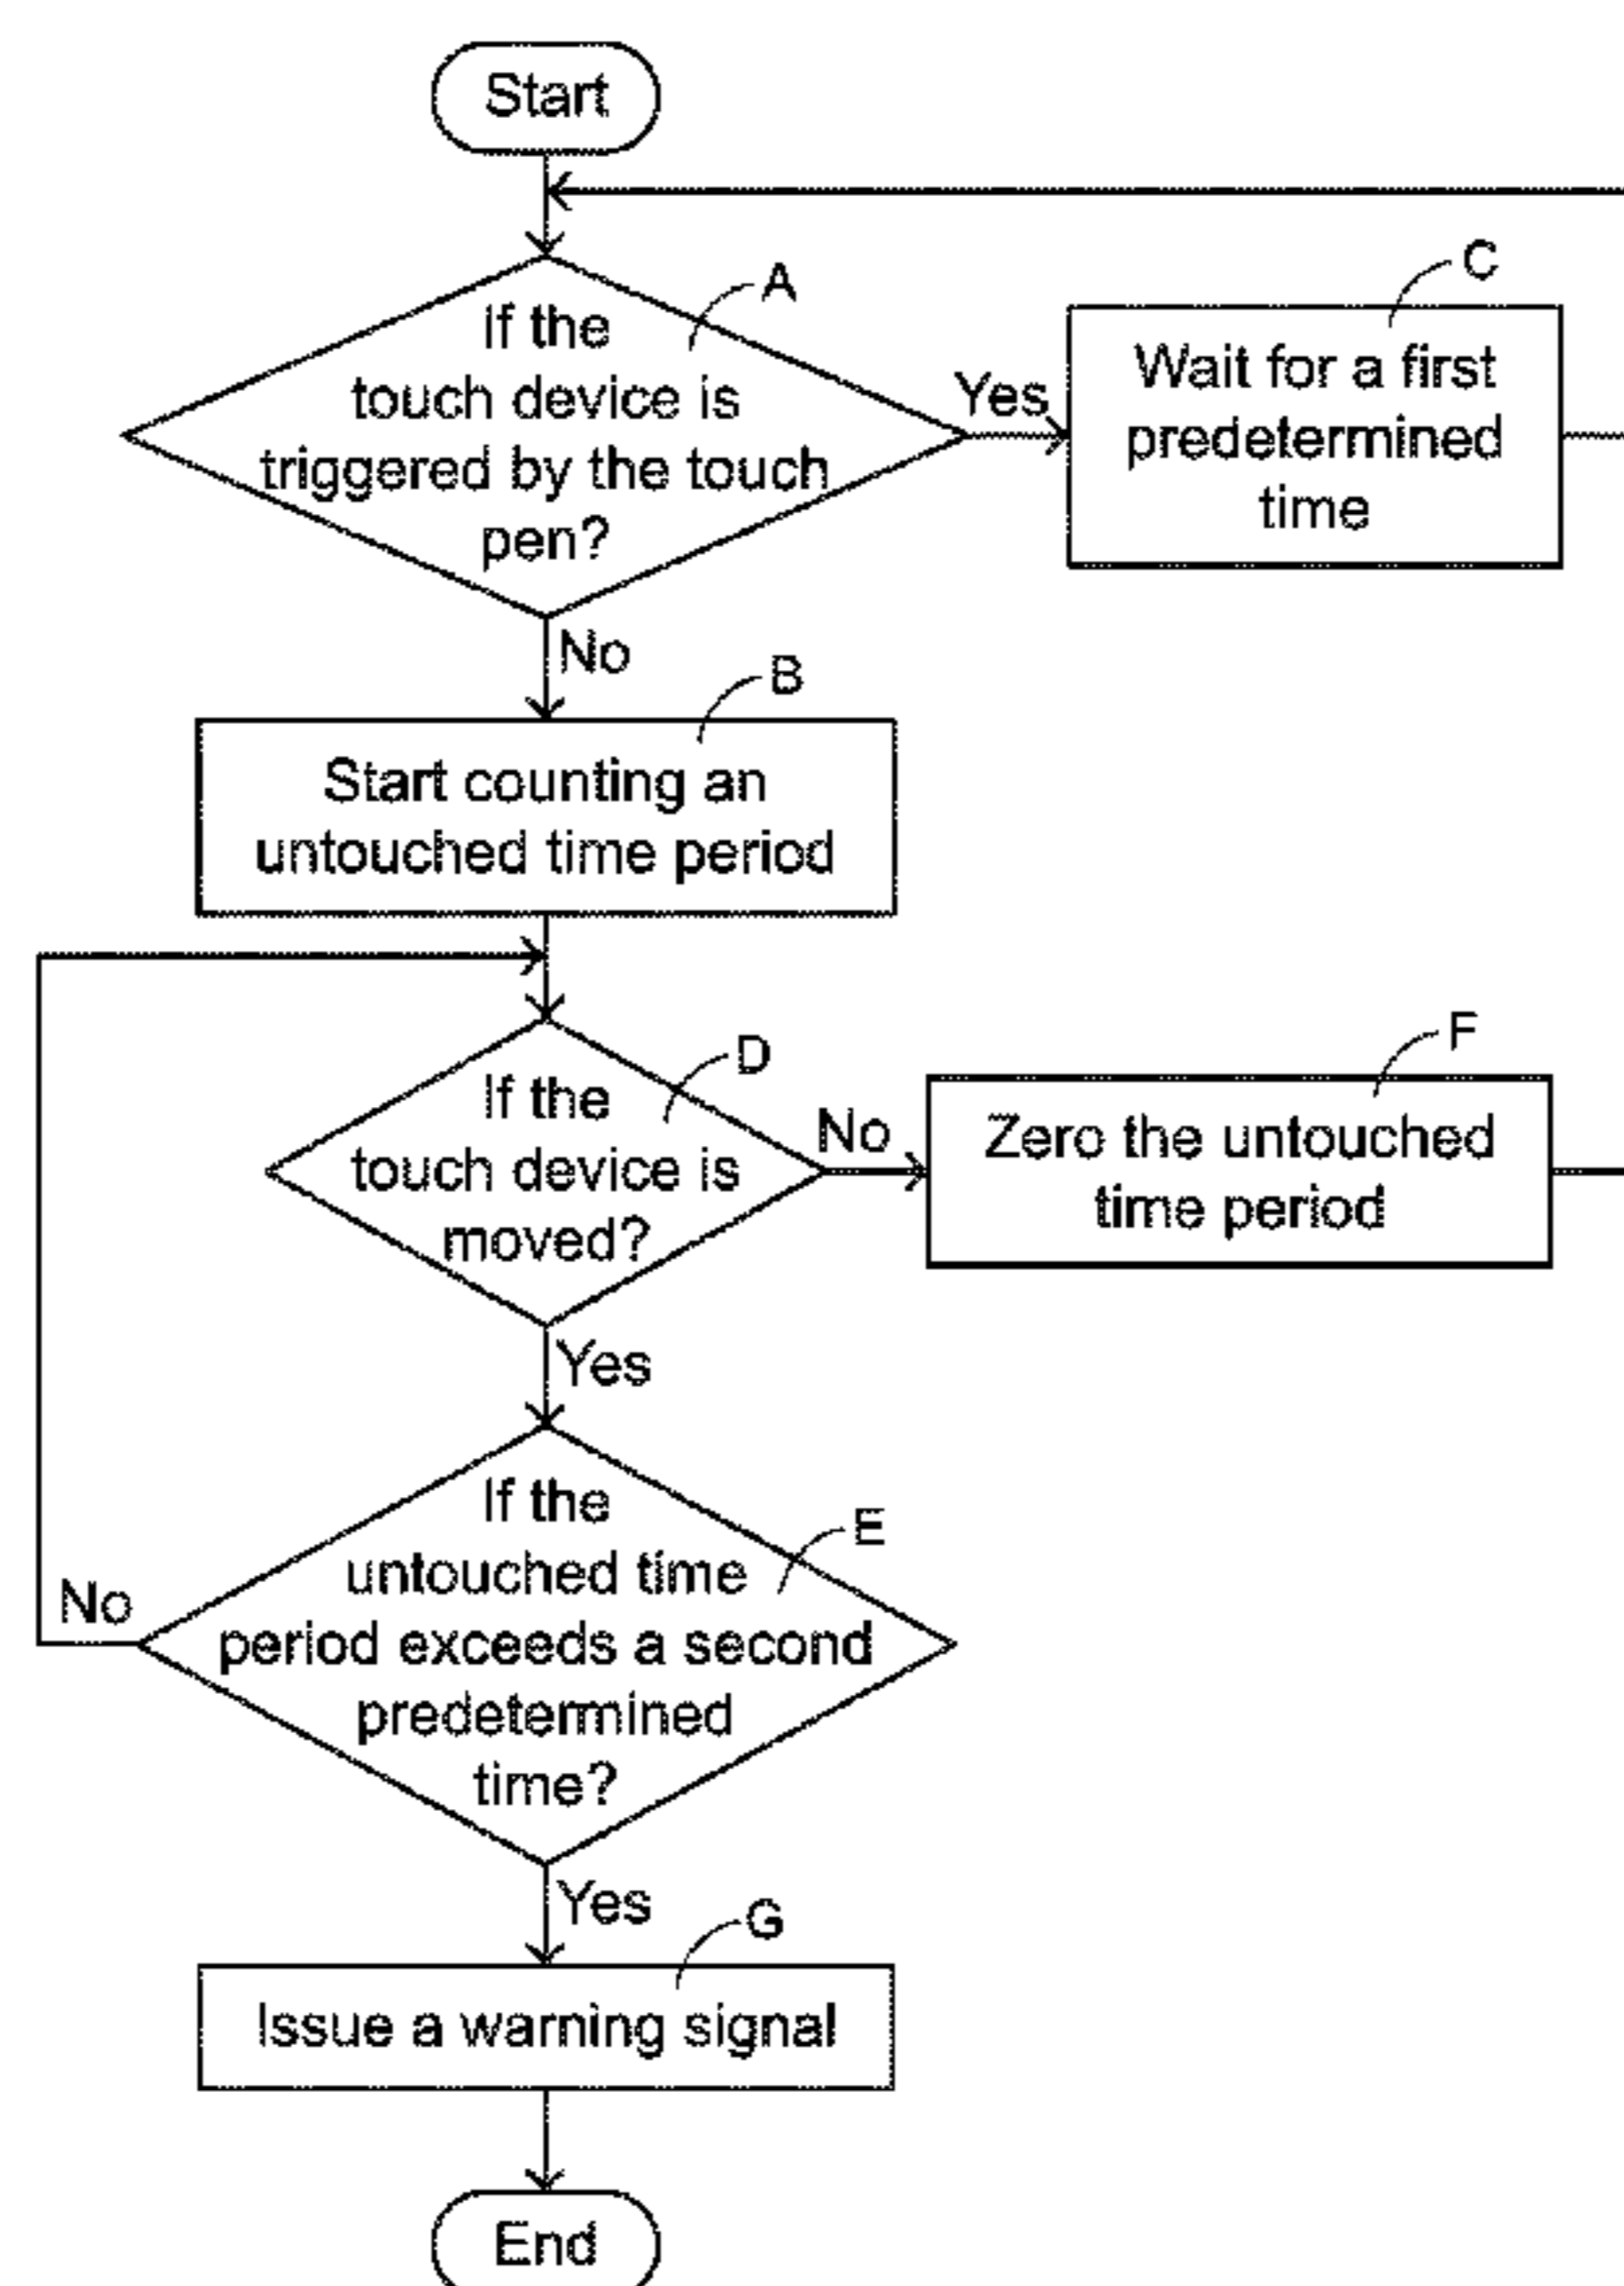 Start
A
If the
touch device is
triggered by the touch
pen?
Yes
C
Wait for a first
predetermined
time
No
B
Start counting an
untouched time period
D
If the
touch device is
moved?
No
F
Zero the untouched
time period
Yes
E
If the
untouched time
period exceeds a second
predetermined
time?
No
Yes
G
Issue a warning signal
End